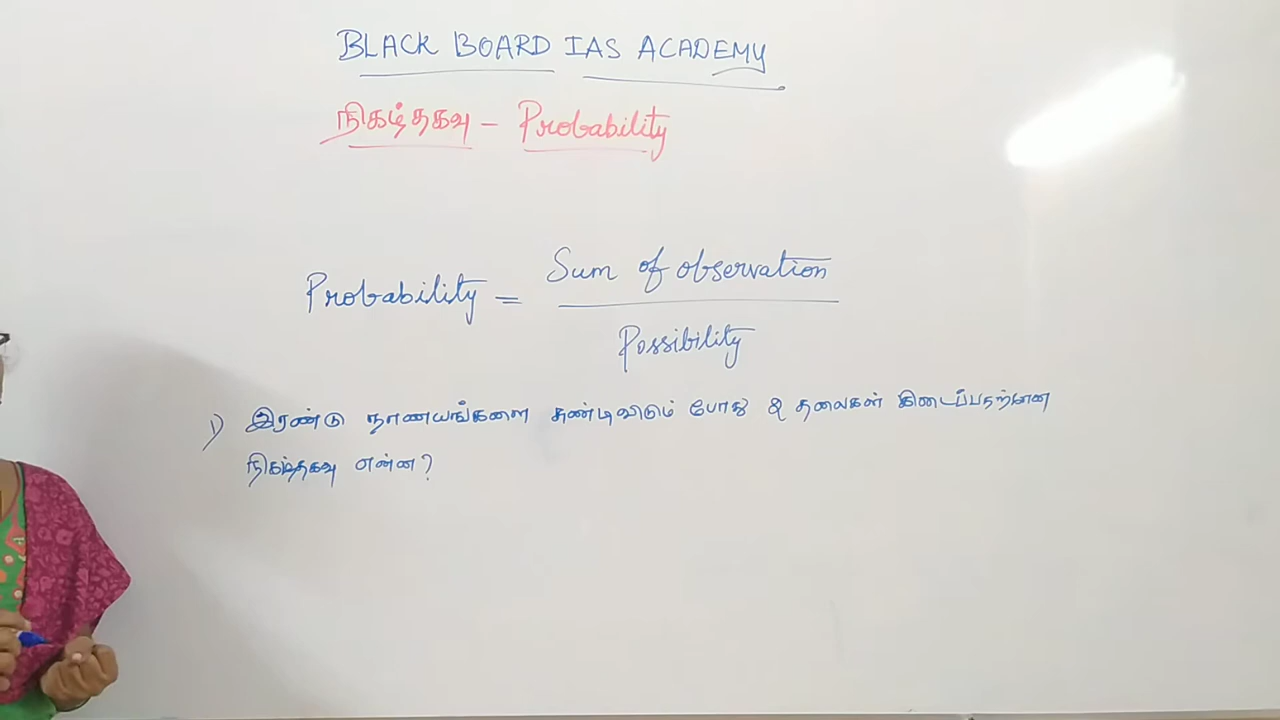 BLACK BOARD IAS ACADEMY
நிகழ்தகவு - Probability
Probability = Sum of observation
Possibility
1) இரண்டு நாணயங்களை சுண்டிவிடும் போது 2 தலைகள் கிடைப்பதற்கான
நிகழ்தகவு என்ன?